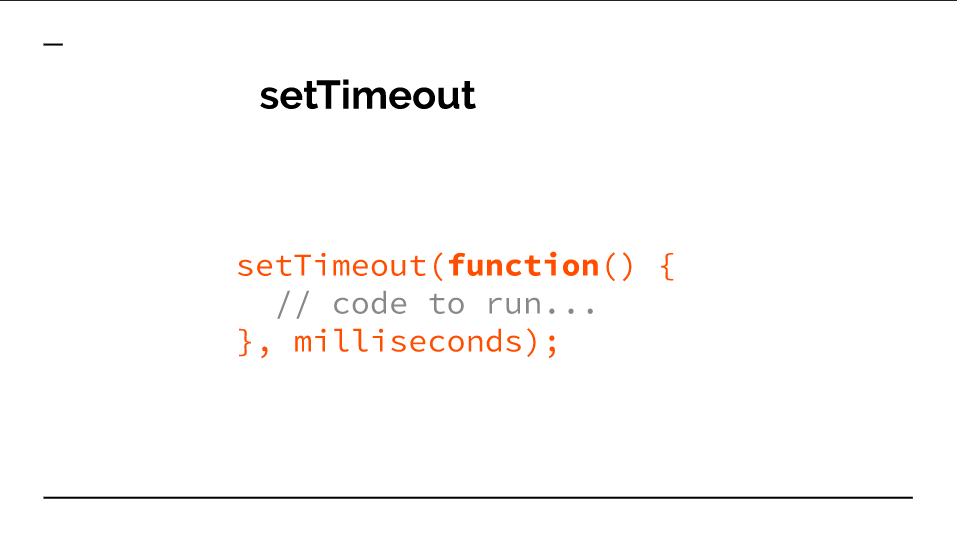 setTimeout
setTimeout(function() {
  // code to run...
}, milliseconds);